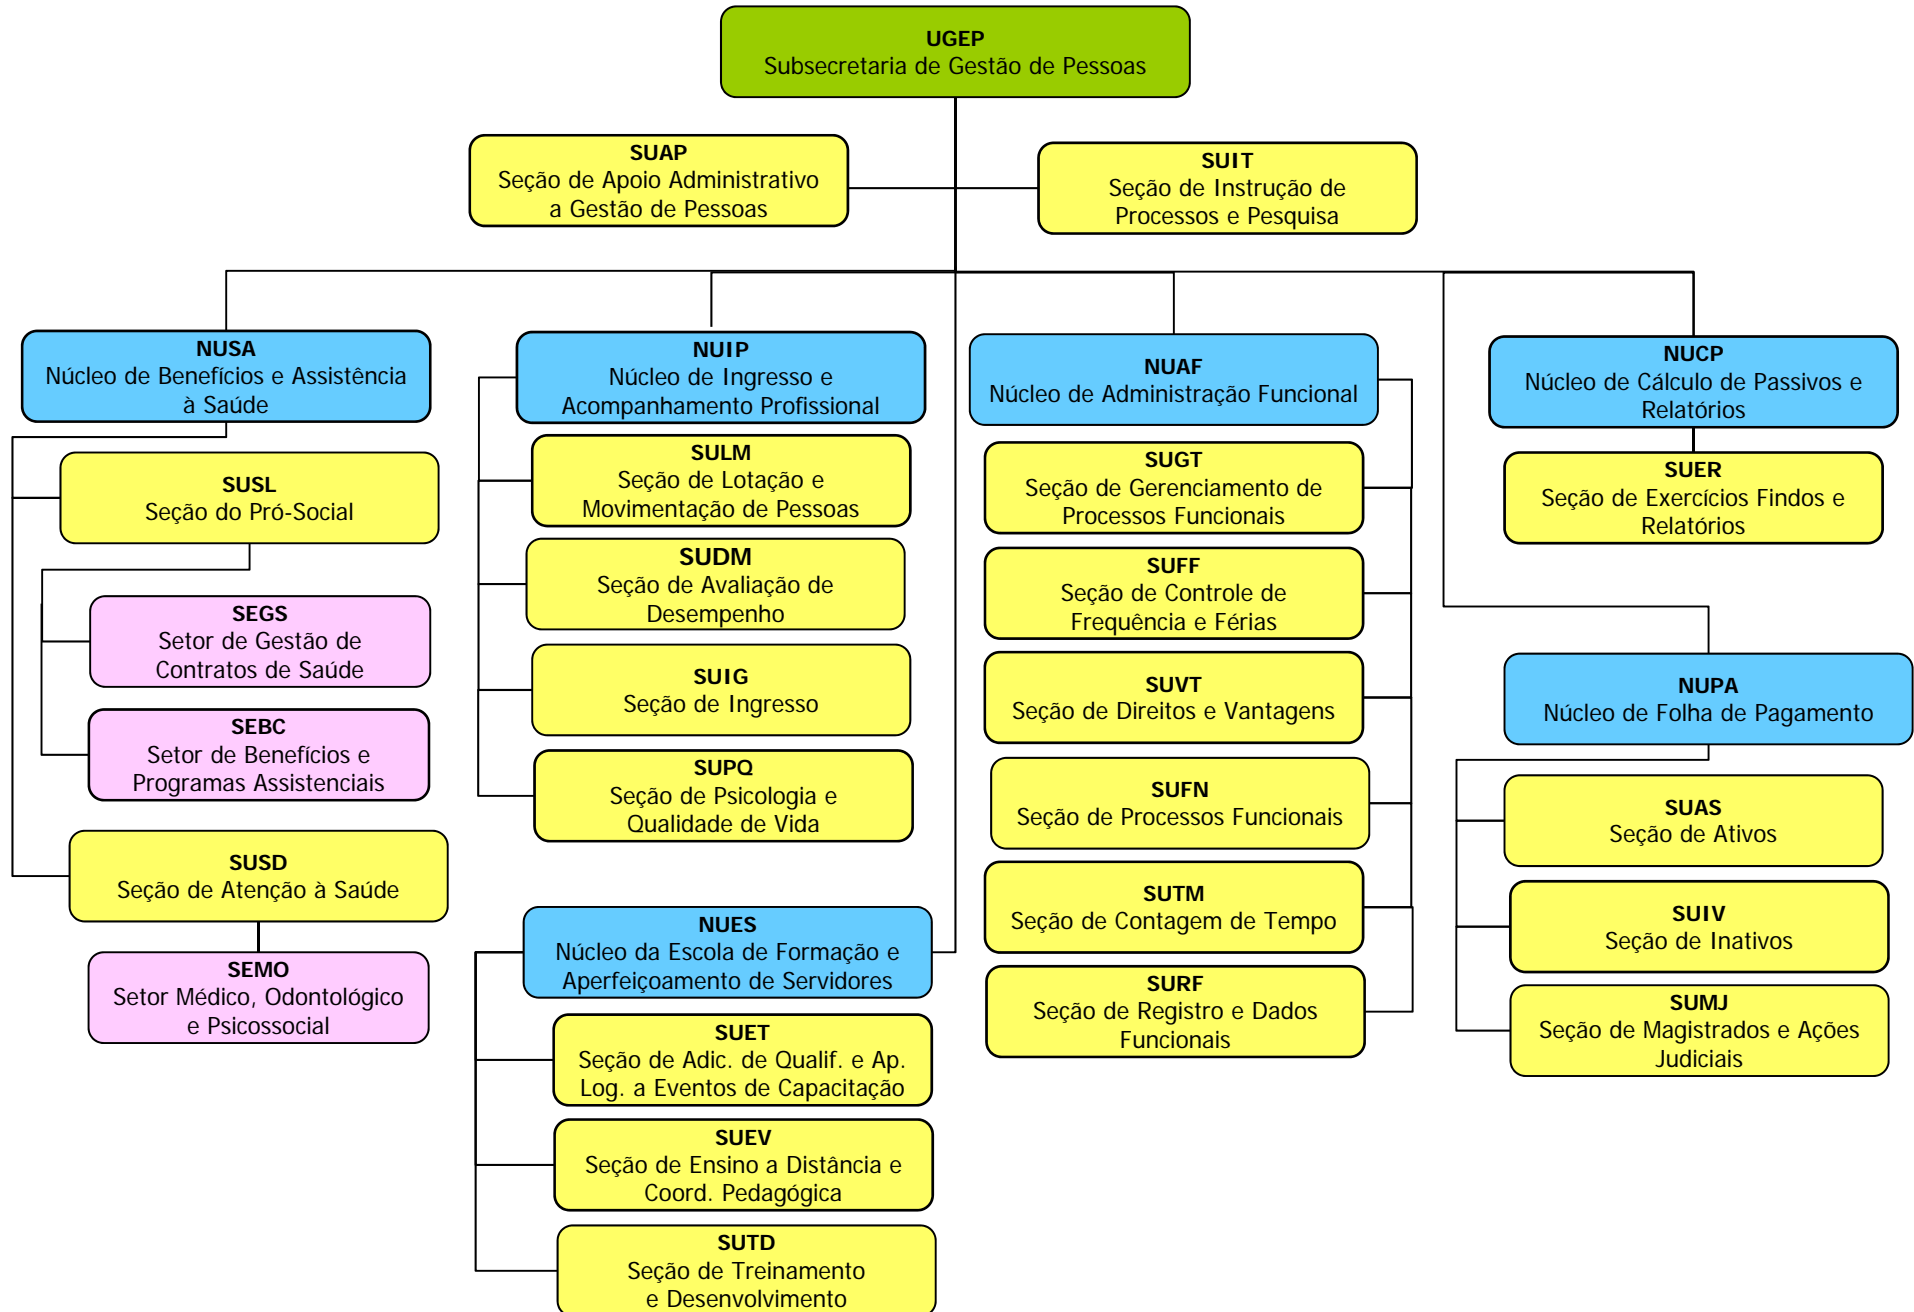 UGEP
Subsecretaria de Gestão de Pessoas
SUAP
Seção de Apoio Administrativo
a Gestão de Pessoas
SUIT
Seção de Instrução de
Processos e Pesquisa
NUSA
Núcleo de Benefícios e Assistência
à Saúde
SUSL
Seção do Pró-Social
SEGS
Setor de Gestão de
Contratos de Saúde
SEBC
Setor de Benefícios e
Programas Assistenciais
SUSD
Seção de Atenção à Saúde
SEMO
Setor Médico, Odontológico
e Psicossocial
NUIP
Núcleo de Ingresso e
Acompanhamento Profissional
SULM
Seção de Lotação e
Movimentação de Pessoas
SUDM
Seção de Avaliação de
Desempenho
SUIG
Seção de Ingresso
SUPQ
Seção de Psicologia e
Qualidade de Vida
NUES
Núcleo da Escola de Formação e
Aperfeiçoamento de Servidores
SUET
Seção de Adic. de Qualif. e Ap.
Log. a Eventos de Capacitação
SUEV
Seção de Ensino a Distância e
Coord. Pedagógica
SUTD
Seção de Treinamento
e Desenvolvimento
NUAF
Núcleo de Administração Funcional
SUGT
Seção de Gerenciamento de
Processos Funcionais
SUFF
Seção de Controle de
Frequência e Férias
SUVT
Seção de Direitos e Vantagens
SUFN
Seção de Processos Funcionais
SUTM
Seção de Contagem de Tempo
SURF
Seção de Registro e Dados
Funcionais
NUCP
Núcleo de Cálculo de Passivos e
Relatórios
SUER
Seção de Exercícios Findos e
Relatórios
NUPA
Núcleo de Folha de Pagamento
SUAS
Seção de Ativos
SUIV
Seção de Inativos
SUMJ
Seção de Magistrados e Ações
Judiciais